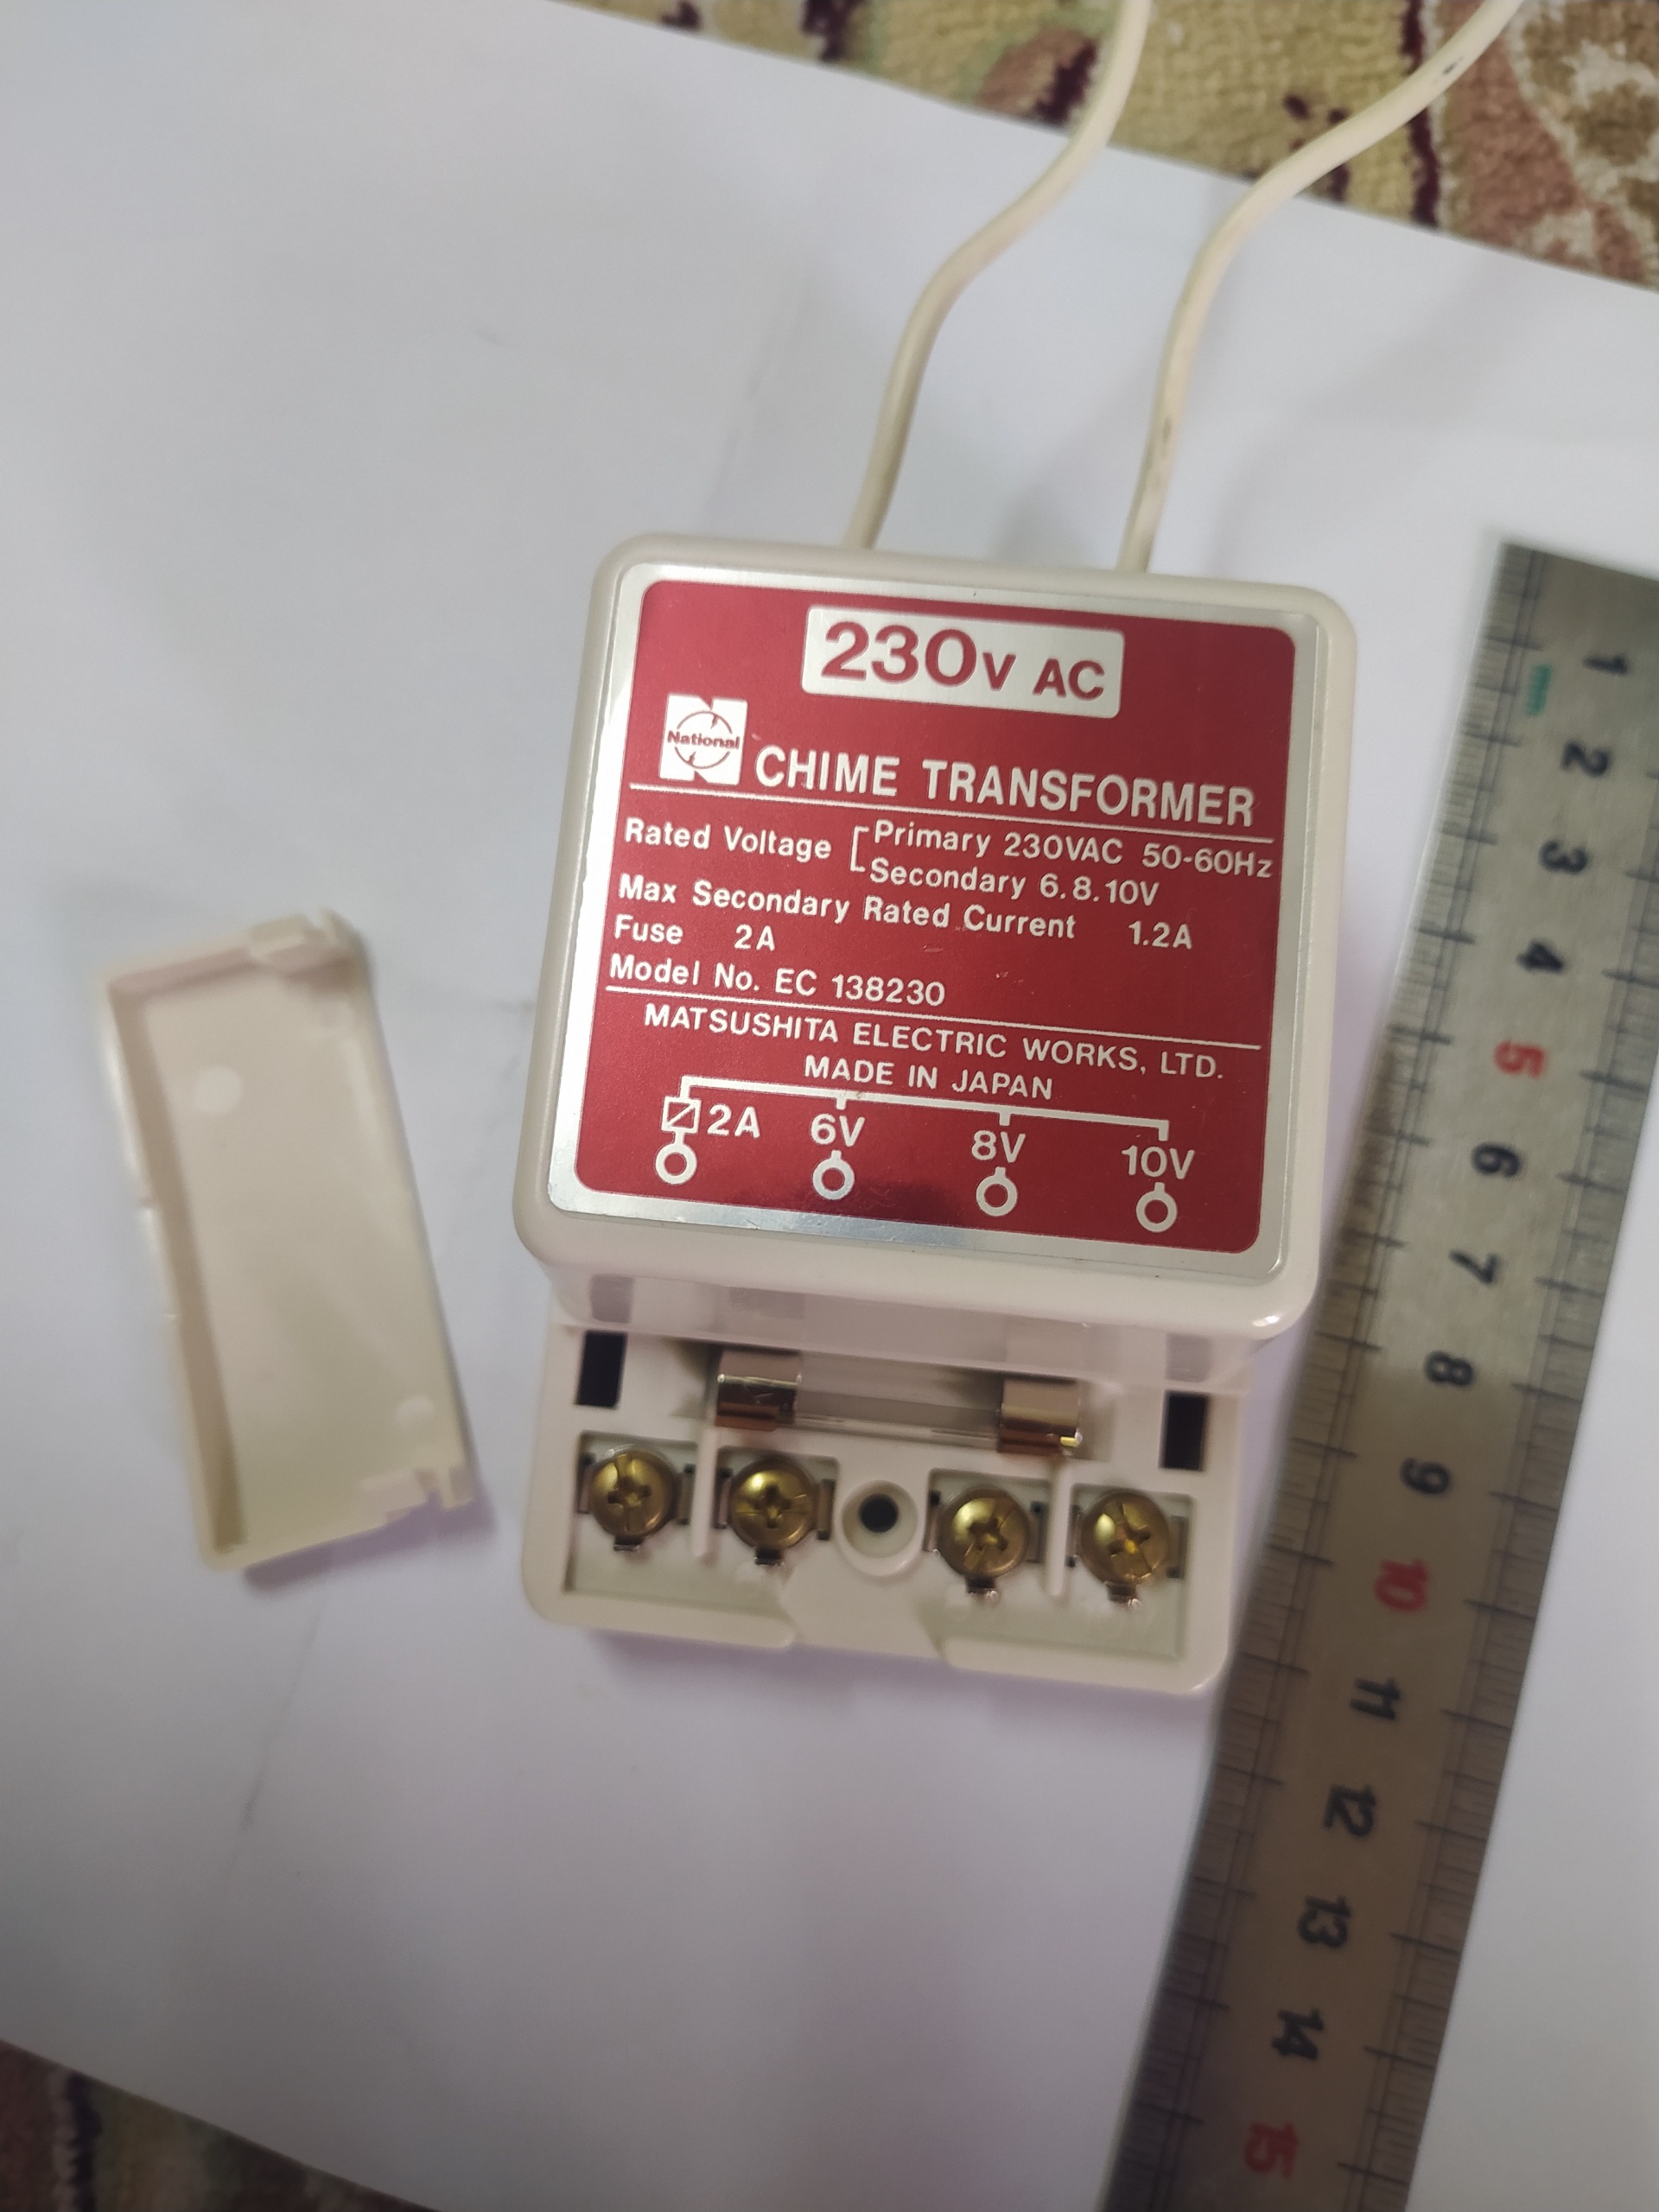 230V AC
National
CHIME TRANSFORMER
Rated Voltage
Primary 230VAC 50-60Hz
Secondary 6.8.10V
Max Secondary Rated Current 1.2A
Fuse 2A
Model No. EC 138230
MATSUSHITA ELECTRIC WORKS, LTD.
MADE IN JAPAN
2A 6V 8V 10V
1
2
3
4
5
6
7
8
9
10
11
12
13
14
15